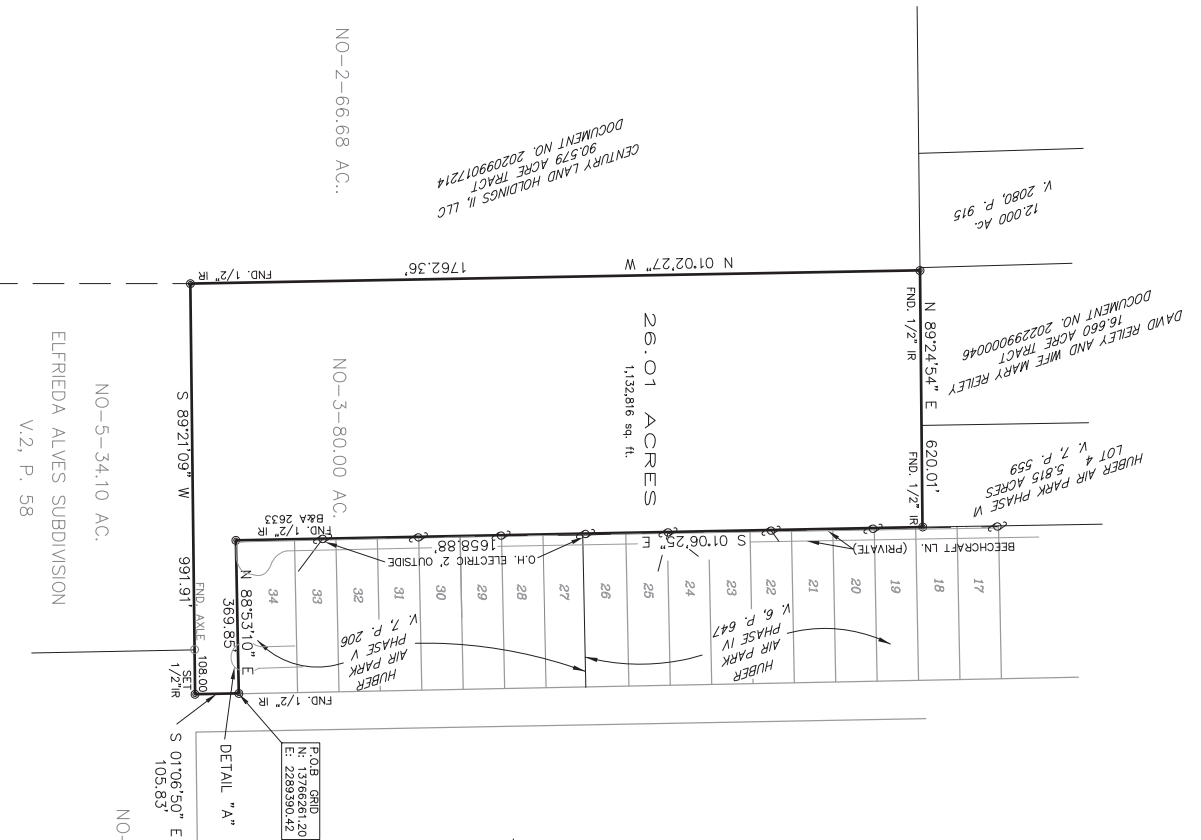 NO-2-66.68 AC..
CENTURY LAND HOLDINGS II, LLC
90.579 ACRE TRACT
DOCUMENT NO. 202099017214
12.000 Ac.
V. 2080, P. 915
FND. 1/2" IR
1762.36'
N 01°02'27" W
FND. 1/2" IR
N 89°24'54" E
620.01'
FND. 1/2" IR
DAVID REILEY AND WIFE MARY REILEY
16.660 ACRE TRACT
DOCUMENT NO. 202299000046
HUBER AIR PARK PHASE VI
LOT 4 5.815 ACRES
V. 7, P. 559
26.01 ACRES
1,132,816 sq. ft.
NO-3-80.00 AC.
NO-5-34.10 AC.
ELFRIEDA ALVES SUBDIVISION
V.2, P. 58
S 89°21'09" W
991.91'
FND. 1/2" IR
B&A 2633
1658.88'
S 01°06'25" E
O.H. ELECTRIC 2' OUTSIDE
BEECHCRAFT LN. (PRIVATE)
34
33
32
31
30
29
28
27
26
25
24
23
22
21
20
19
18
17
N 88°53'10" E
369.85'
FND. AXLE
108.00
SET
1/2"IR
HUBER
AIR PARK
PHASE V
V. 7, P. 206
HUBER
AIR PARK
PHASE IV
V. 6, P. 647
FND. 1/2" IR
P.O.B GRID
N: 13766261.20
E: 2289390.42
DETAIL "A"
S 01°06'50" E
105.83'
NO-